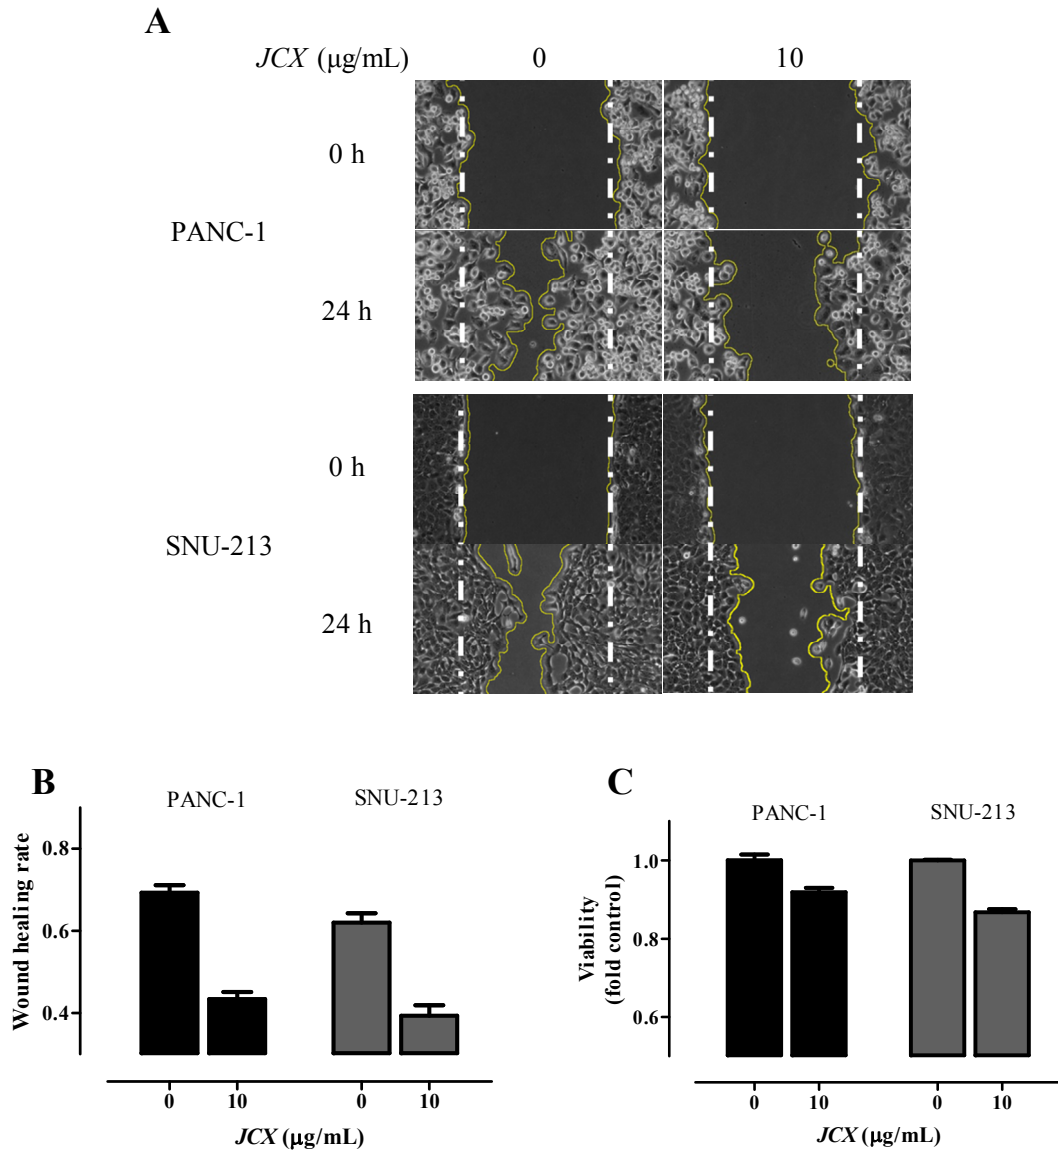 A
JCX (μg/mL) 0 10
0 h
PANC-1
24 h
0 h
SNU-213
24 h
B
PANC-1 SNU-213
Wound healing rate
0.8
0.6
0.4
0 10 0 10
JCX (μg/mL)
C
PANC-1 SNU-213
Viability
(fold control)
1.0
0.8
0.6
0 10 0 10
JCX (μg/mL)